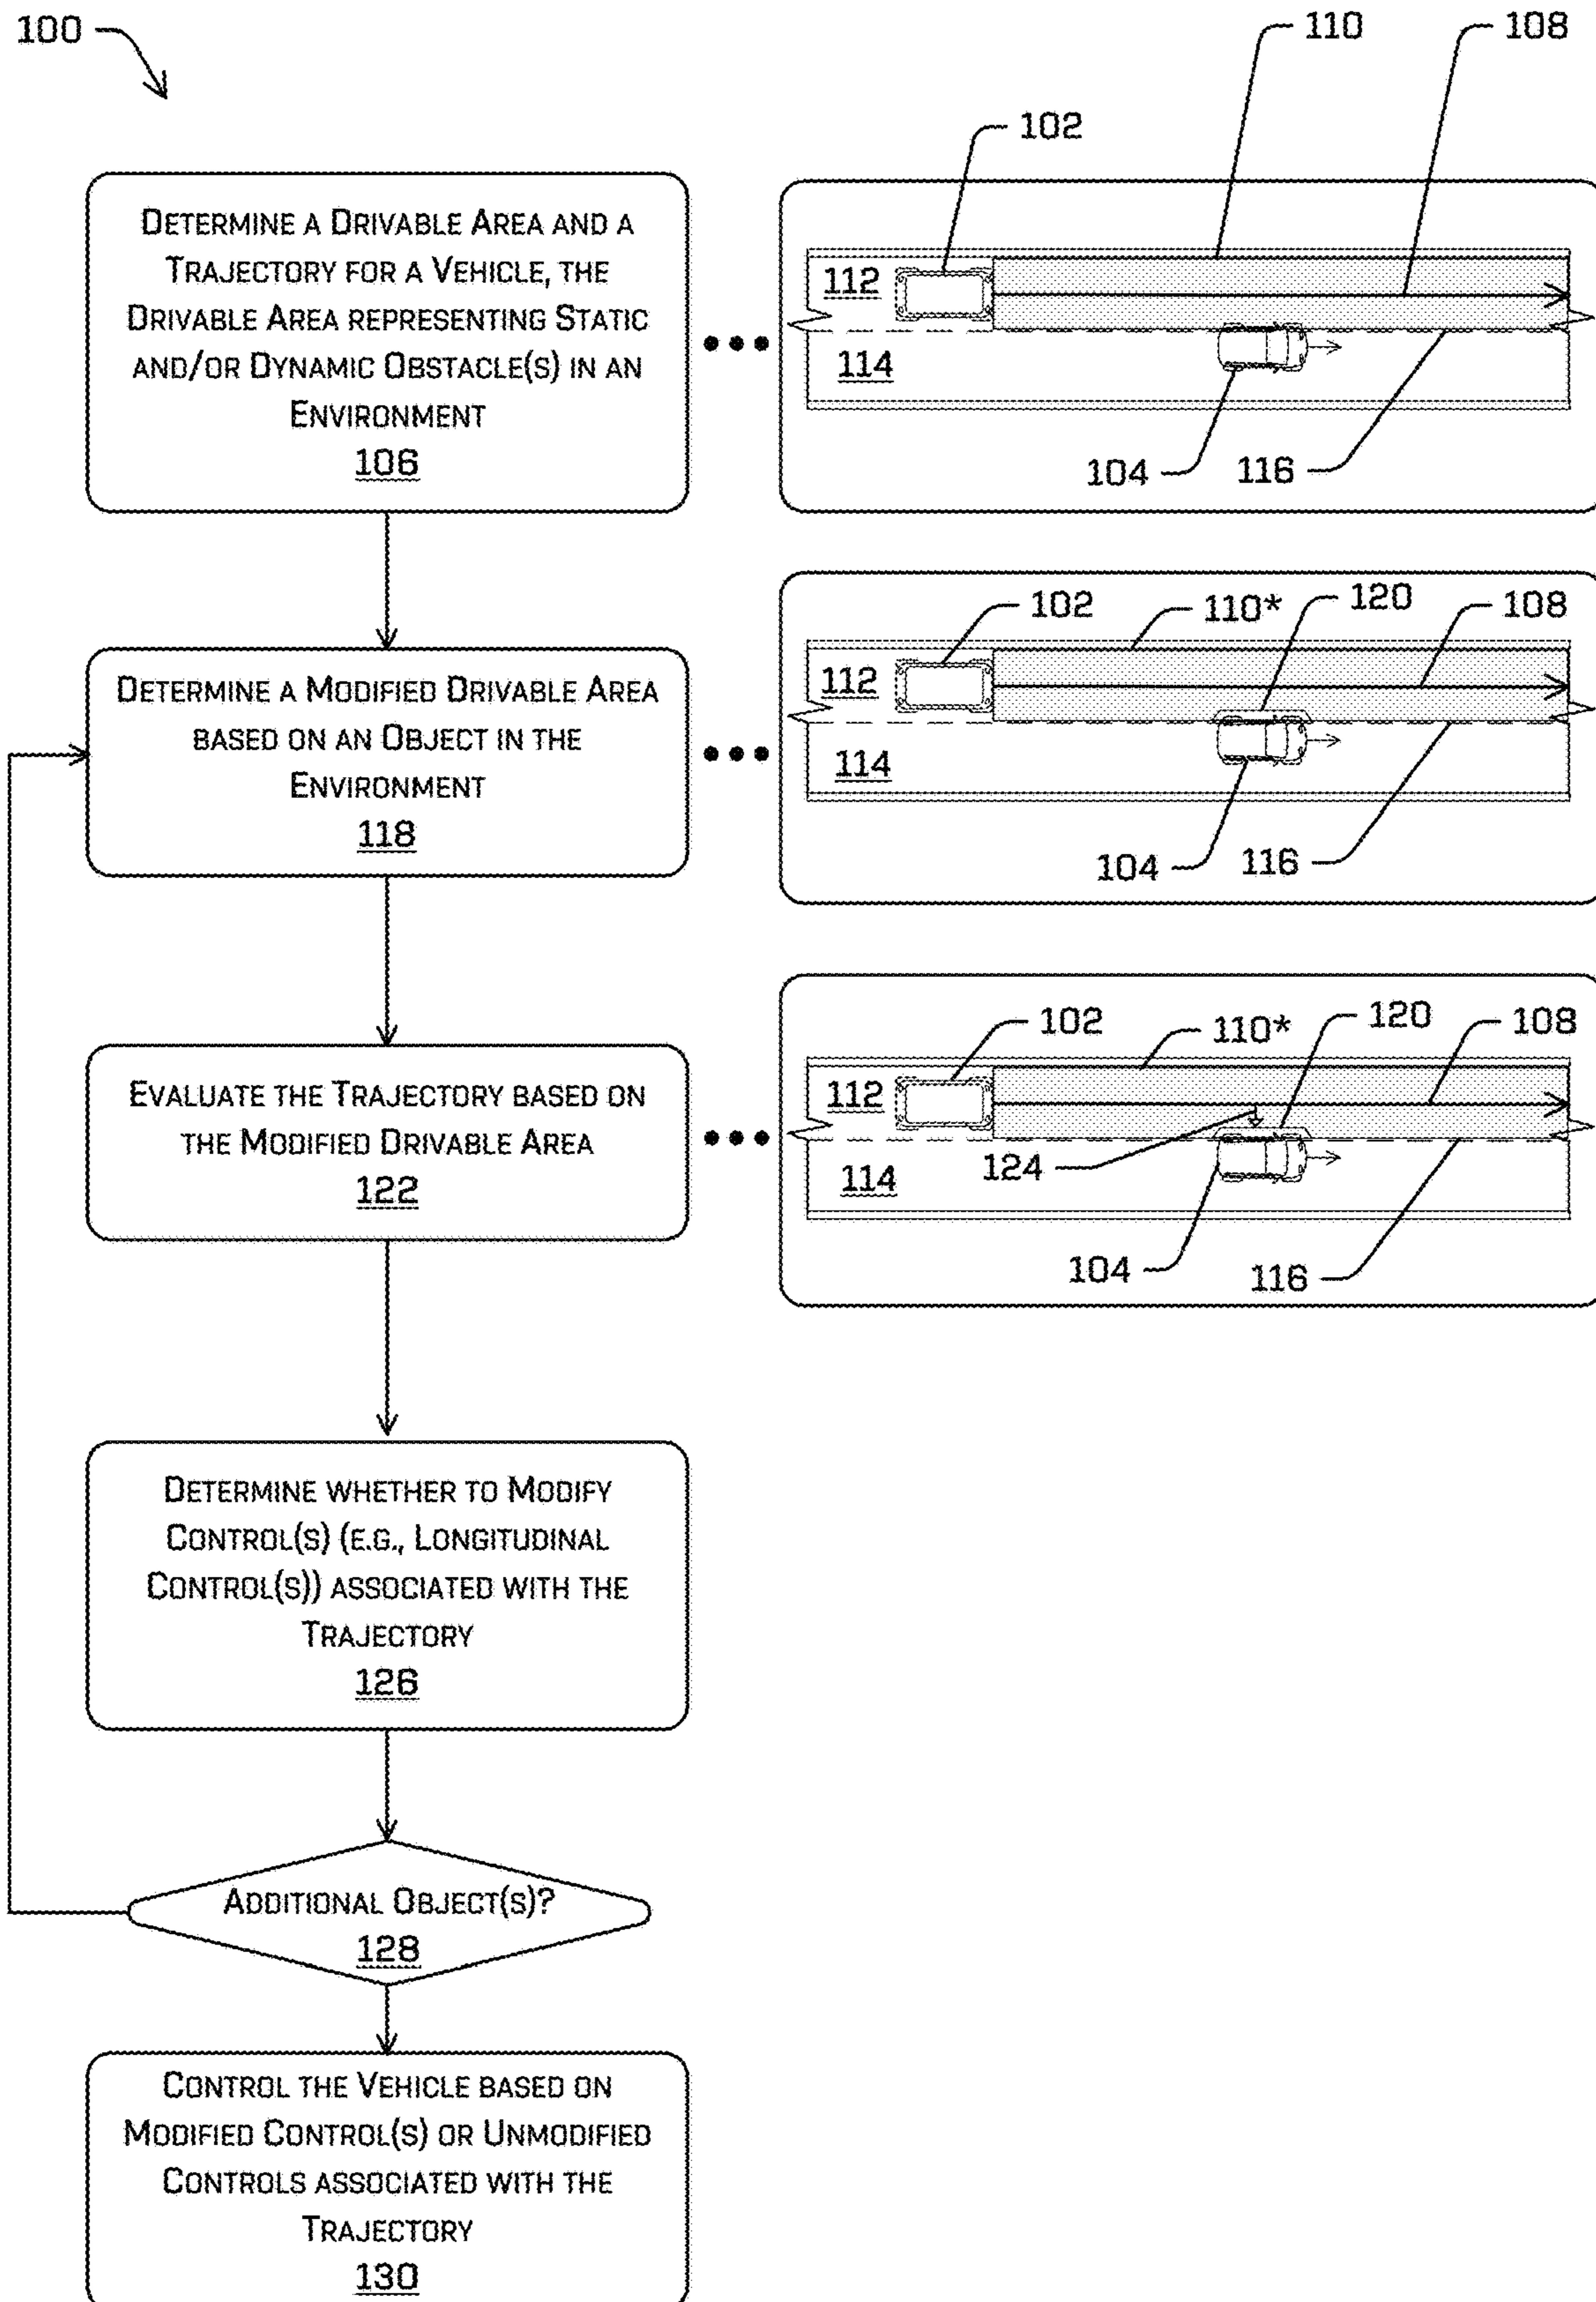 100
110
108
102
DETERMINE A DRIVABLE AREA AND A
TRAJECTORY FOR A VEHICLE, THE
DRIVABLE AREA REPRESENTING STATIC
AND/OR DYNAMIC OBSTACLE(S) IN AN
ENVIRONMENT
106
112
114
104
116
DETERMINE A MODIFIED DRIVABLE AREA
BASED ON AN OBJECT IN THE
ENVIRONMENT
118
102
110*
120
108
112
114
104
116
EVALUATE THE TRAJECTORY BASED ON
THE MODIFIED DRIVABLE AREA
122
102
110*
120
108
112
114
124
104
116
DETERMINE WHETHER TO MODIFY
CONTROL(S) (E.G., LONGITUDINAL
CONTROL(S)) ASSOCIATED WITH THE
TRAJECTORY
126
ADDITIONAL OBJECT(S)?
128
CONTROL THE VEHICLE BASED ON
MODIFIED CONTROL(S) OR UNMODIFIED
CONTROLS ASSOCIATED WITH THE
TRAJECTORY
130